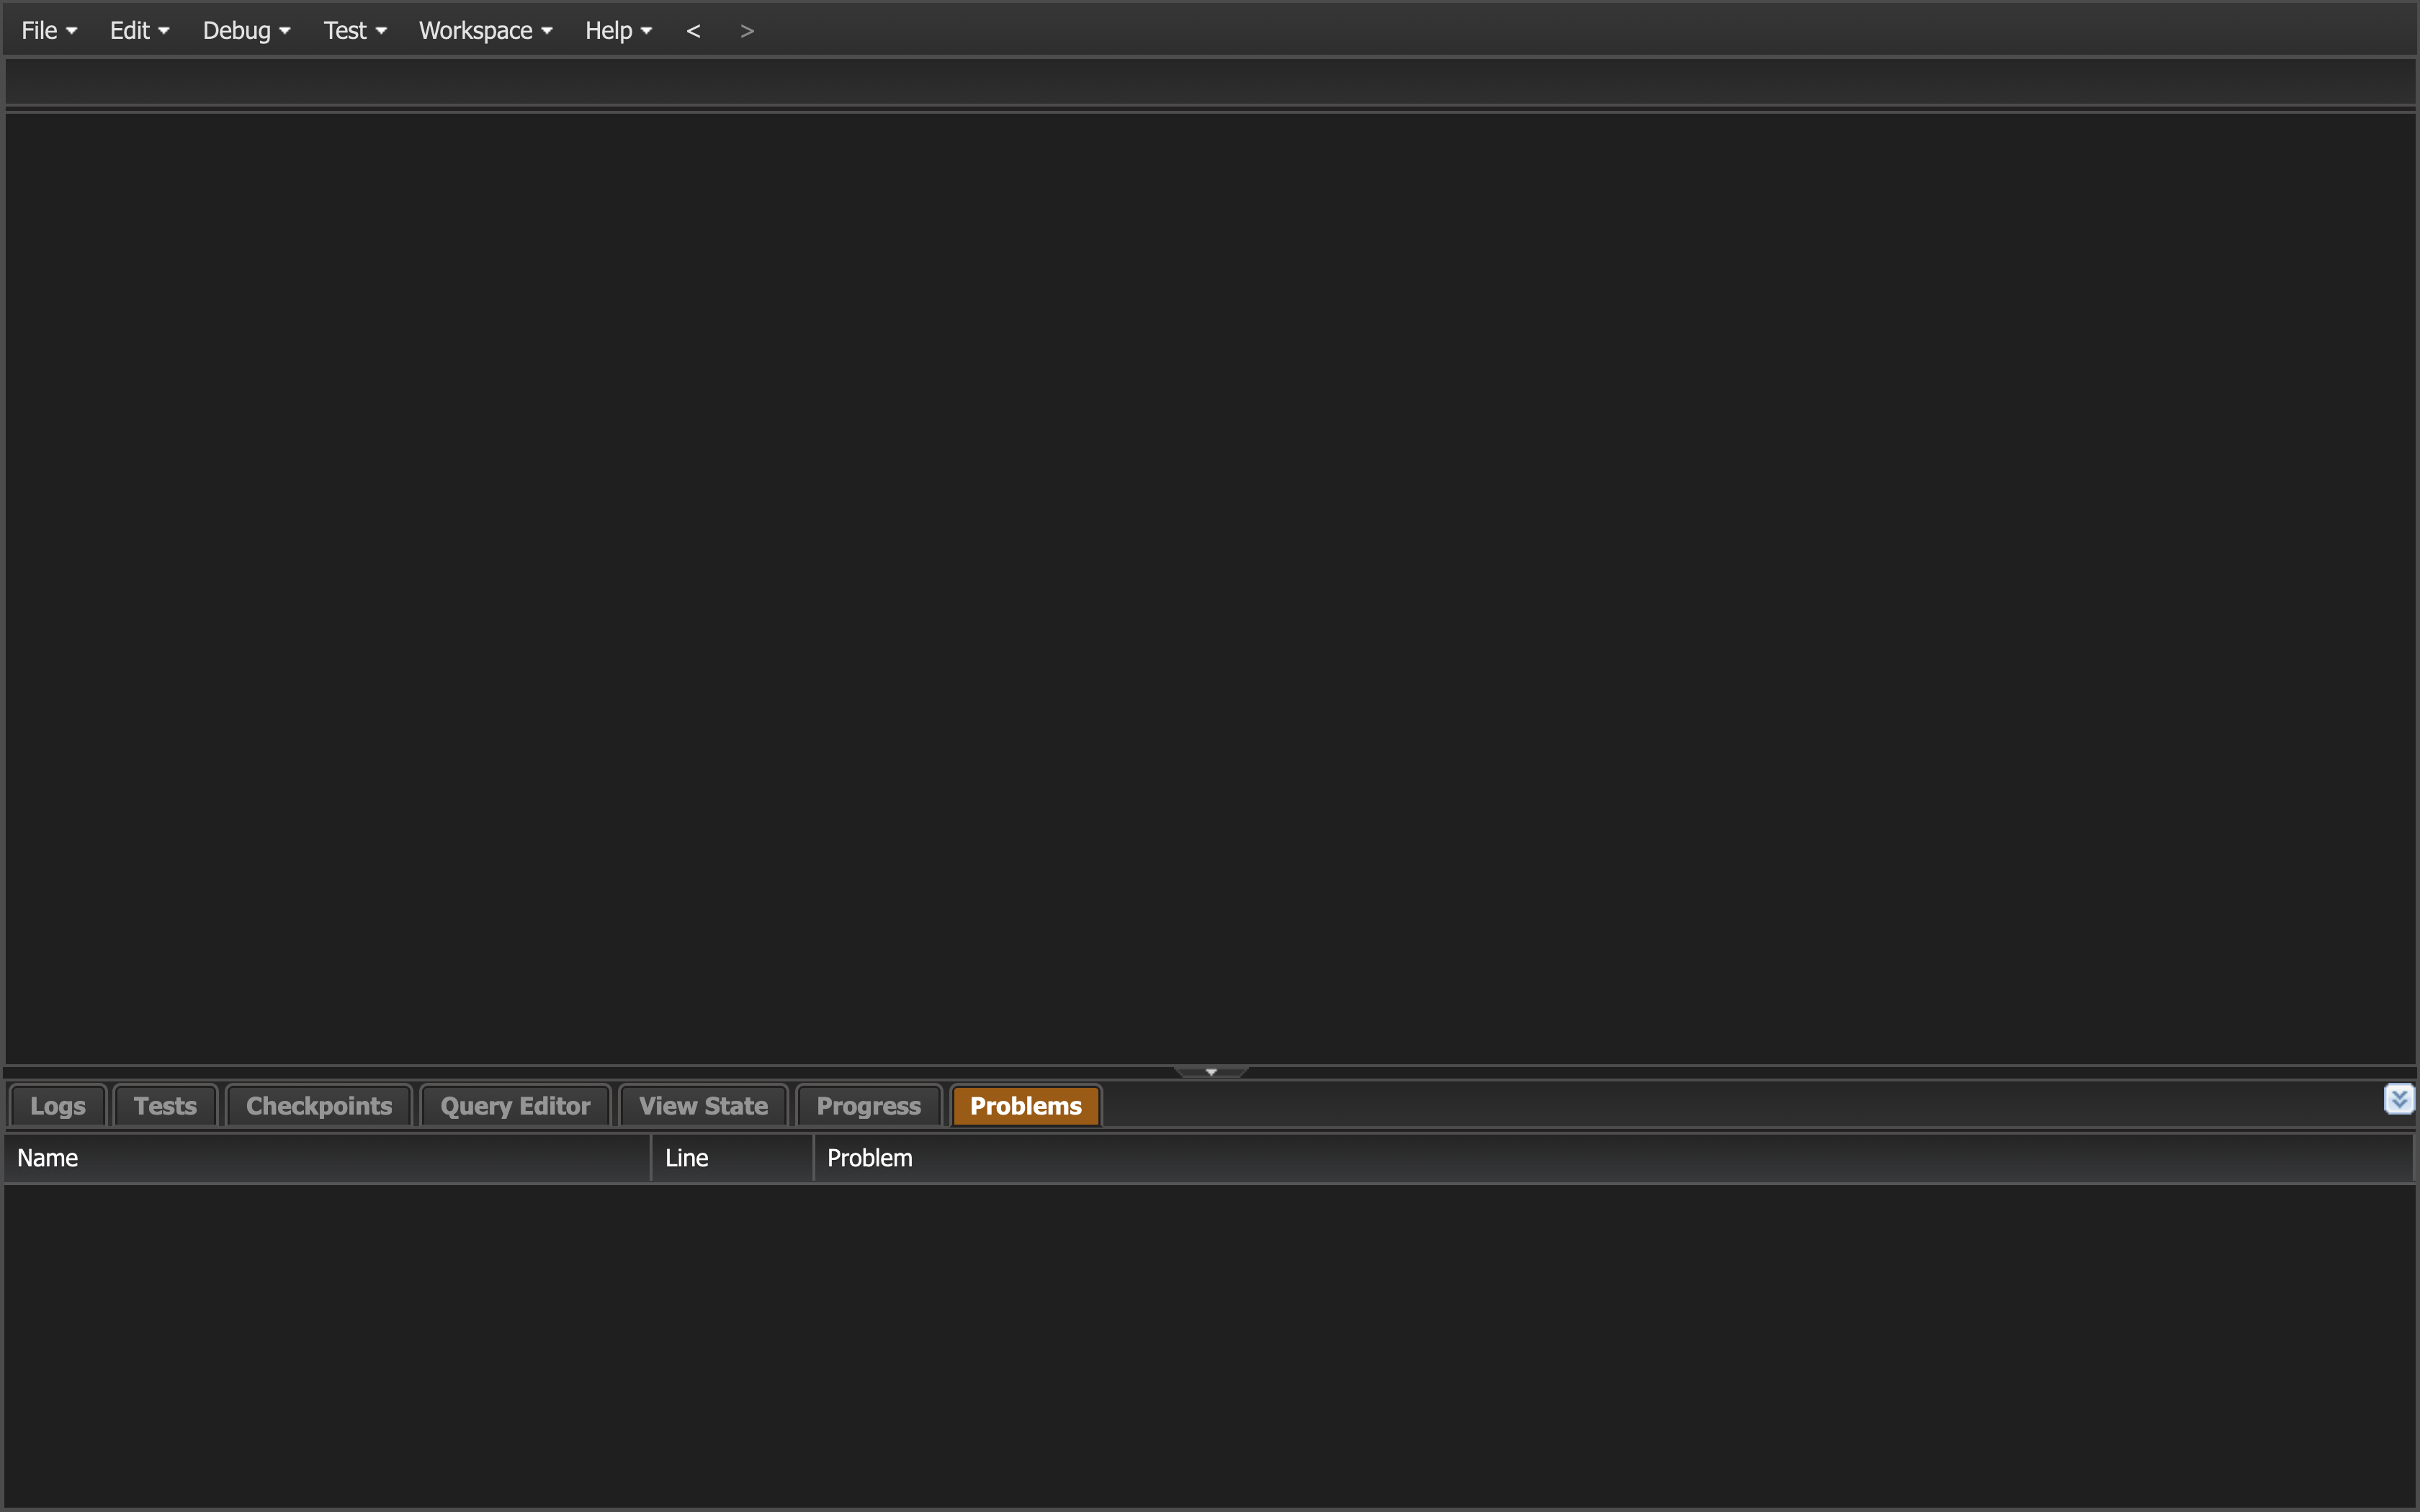 File Edit Debug Test Workspace Help < >
Logs Tests Checkpoints Query Editor View State Progress Problems
Name Line Problem